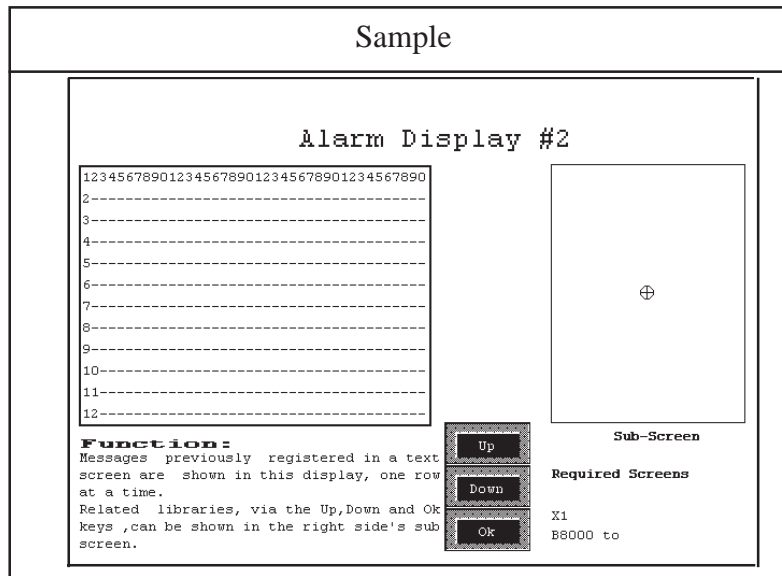 Sample
Alarm Display #2
1234567890123456789012345678901234567890
2---------------------------------------
3---------------------------------------
4---------------------------------------
5---------------------------------------
6---------------------------------------
7---------------------------------------
8---------------------------------------
9---------------------------------------
10--------------------------------------
11--------------------------------------
12--------------------------------------
Function:
Messages previously registered in a text
screen are shown in this display, one row
at a time.
Related libraries, via the Up,Down and Ok
keys ,can be shown in the right side's sub
screen.
Up
Down
Ok
Sub-Screen
Required Screens
X1
B8000 to